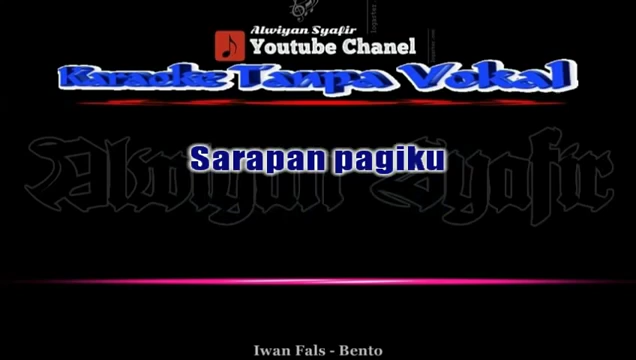 Alwiyan Syafir
Youtube Chanel
Karaoke Tanpa Vokal
Alwiyan Syafir
Sarapan pagiku
Iwan Fals - Bento